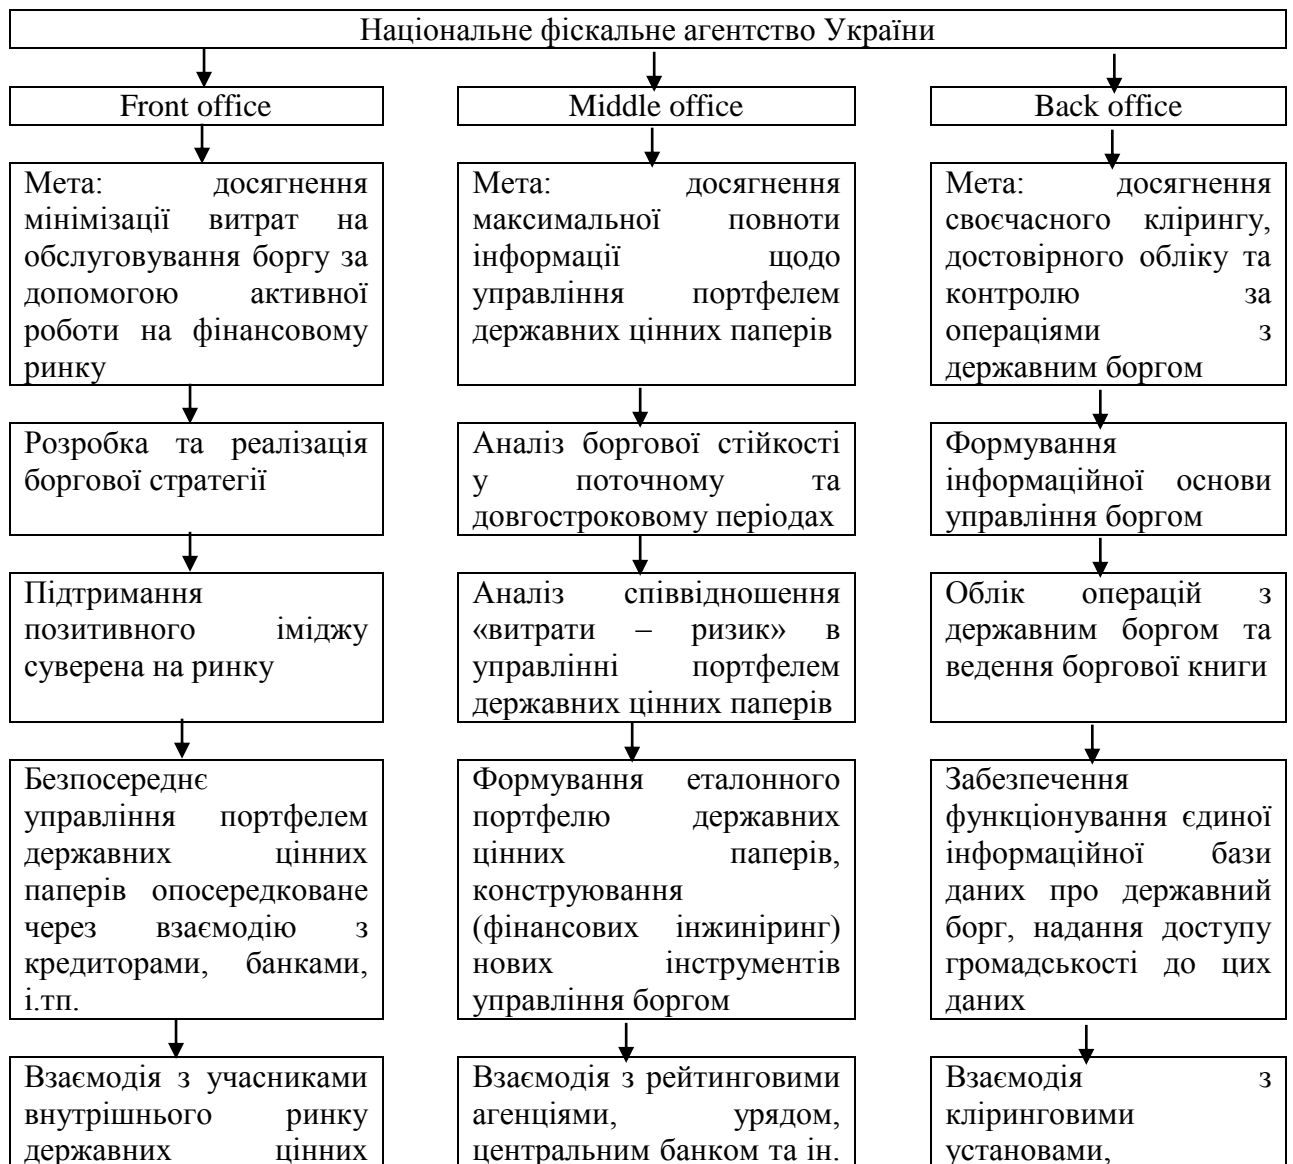 Національне фіскальне агентство України
Front office
Middle office
Back office
Мета: досягнення
мінімізації витрат на
обслуговування боргу за
допомогою активної
роботи на фінансовому
ринку
Мета: досягнення
максимальної повноти
інформації щодо
управління портфелем
державних цінних паперів
Мета: досягнення
своєчасного клірингу,
достовірного обліку та
контролю за
операціями з
державним боргом
Розробка та реалізація
боргової стратегії
Аналіз боргової стійкості
у поточному та
довгостроковому періодах
Формування
інформаційної основи
управління боргом
Підтримання
позитивного іміджу
суверена на ринку
Аналіз співвідношення
«витрати – ризик» в
управлінні портфелем
державних цінних паперів
Облік операцій з
державним боргом та
ведення боргової книги
Безпосереднє
управління портфелем
державних цінних
паперів опосередковане
через взаємодію з
кредиторами, банками,
і.тп.
Формування еталонного
портфелю державних
цінних паперів,
конструювання
(фінансових інжиніринг)
нових інструментів
управління боргом
Забезпечення
функціонування єдиної
інформаційної бази
даних про державний
борг, надання доступу
громадськості до цих
даних
Взаємодія з учасниками
внутрішнього ринку
державних цінних
Взаємодія з рейтинговими
агенціями, урядом,
центральним банком та ін.
Взаємодія з
кліринговими
установами,